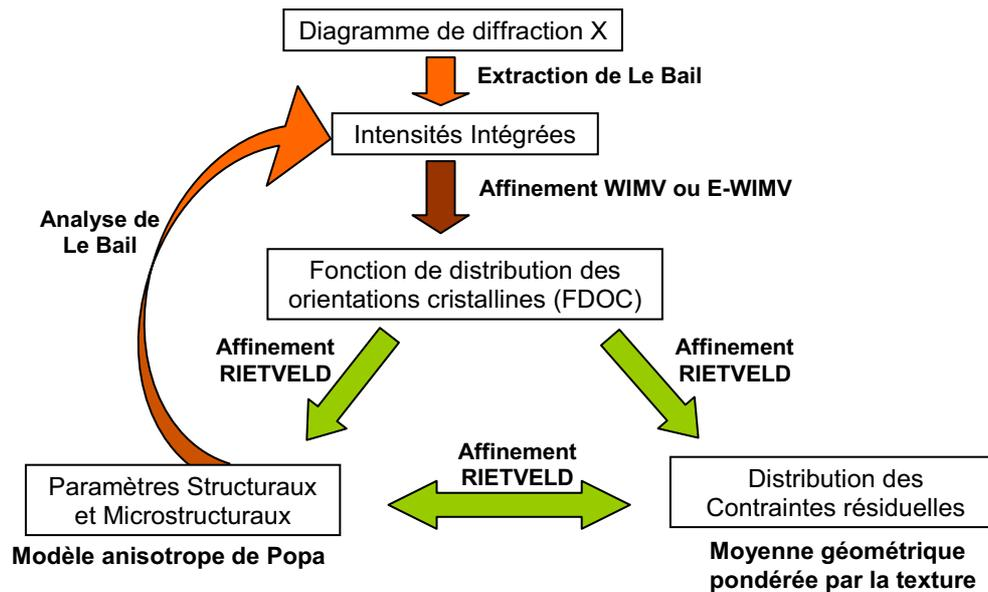 Diagramme de diffraction X
Extraction de Le Bail
Intensités Intégrées
Affinement WIMV ou E-WIMV
Analyse de
Le Bail
Fonction de distribution des
orientations cristallines (FDOC)
Affinement
RIETVELD
Affinement
RIETVELD
Affinement
RIETVELD
Paramètres Structuraux
et Microstructuraux
Modèle anisotrope de Popa
Distribution des
Contraintes résiduelles
Moyenne géométrique
pondérée par la texture